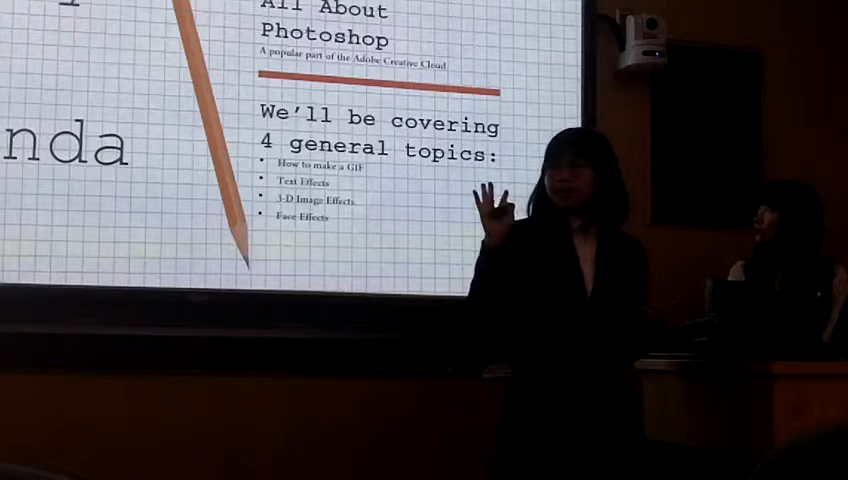 All About
Photoshop
A popular part of the Adobe Creative Cloud
We'll be covering
4 general topics:
• How to make a GIF
• Text Effects
• 3-D Image Effects
• Face Effects
nda